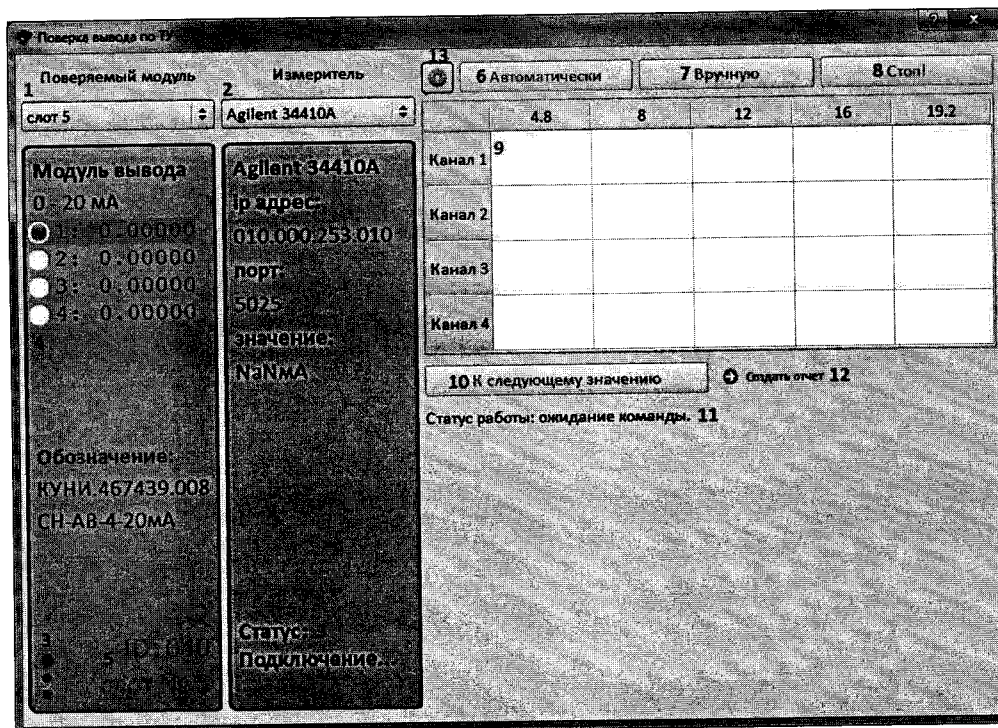 Поверка вывода по ТУ
? x
Поверяемый модуль
1
слот 5
Измеритель
2
Agilent 34410A
13
6 Автоматически
7 Вручную
8 Стоп!
4.8 8 12 16 19.2
Канал 1 9
Канал 2
Канал 3
Канал 4
Модуль вывода
0 - 20 мА
1: 0.00000
2: 0.00000
3: 0.00000
4: 0.00000
4
Обозначение:
КУНИ.467439.008
СН-АВ-4-20мА
3
5
Agilent 34410A
ip адрес:
010.000.253.010
порт:
5025
значение:
NaNмА
Статус:
Подключение...
10 К следующему значению
Создать отчет 12
Статус работы: ожидание команды. 11